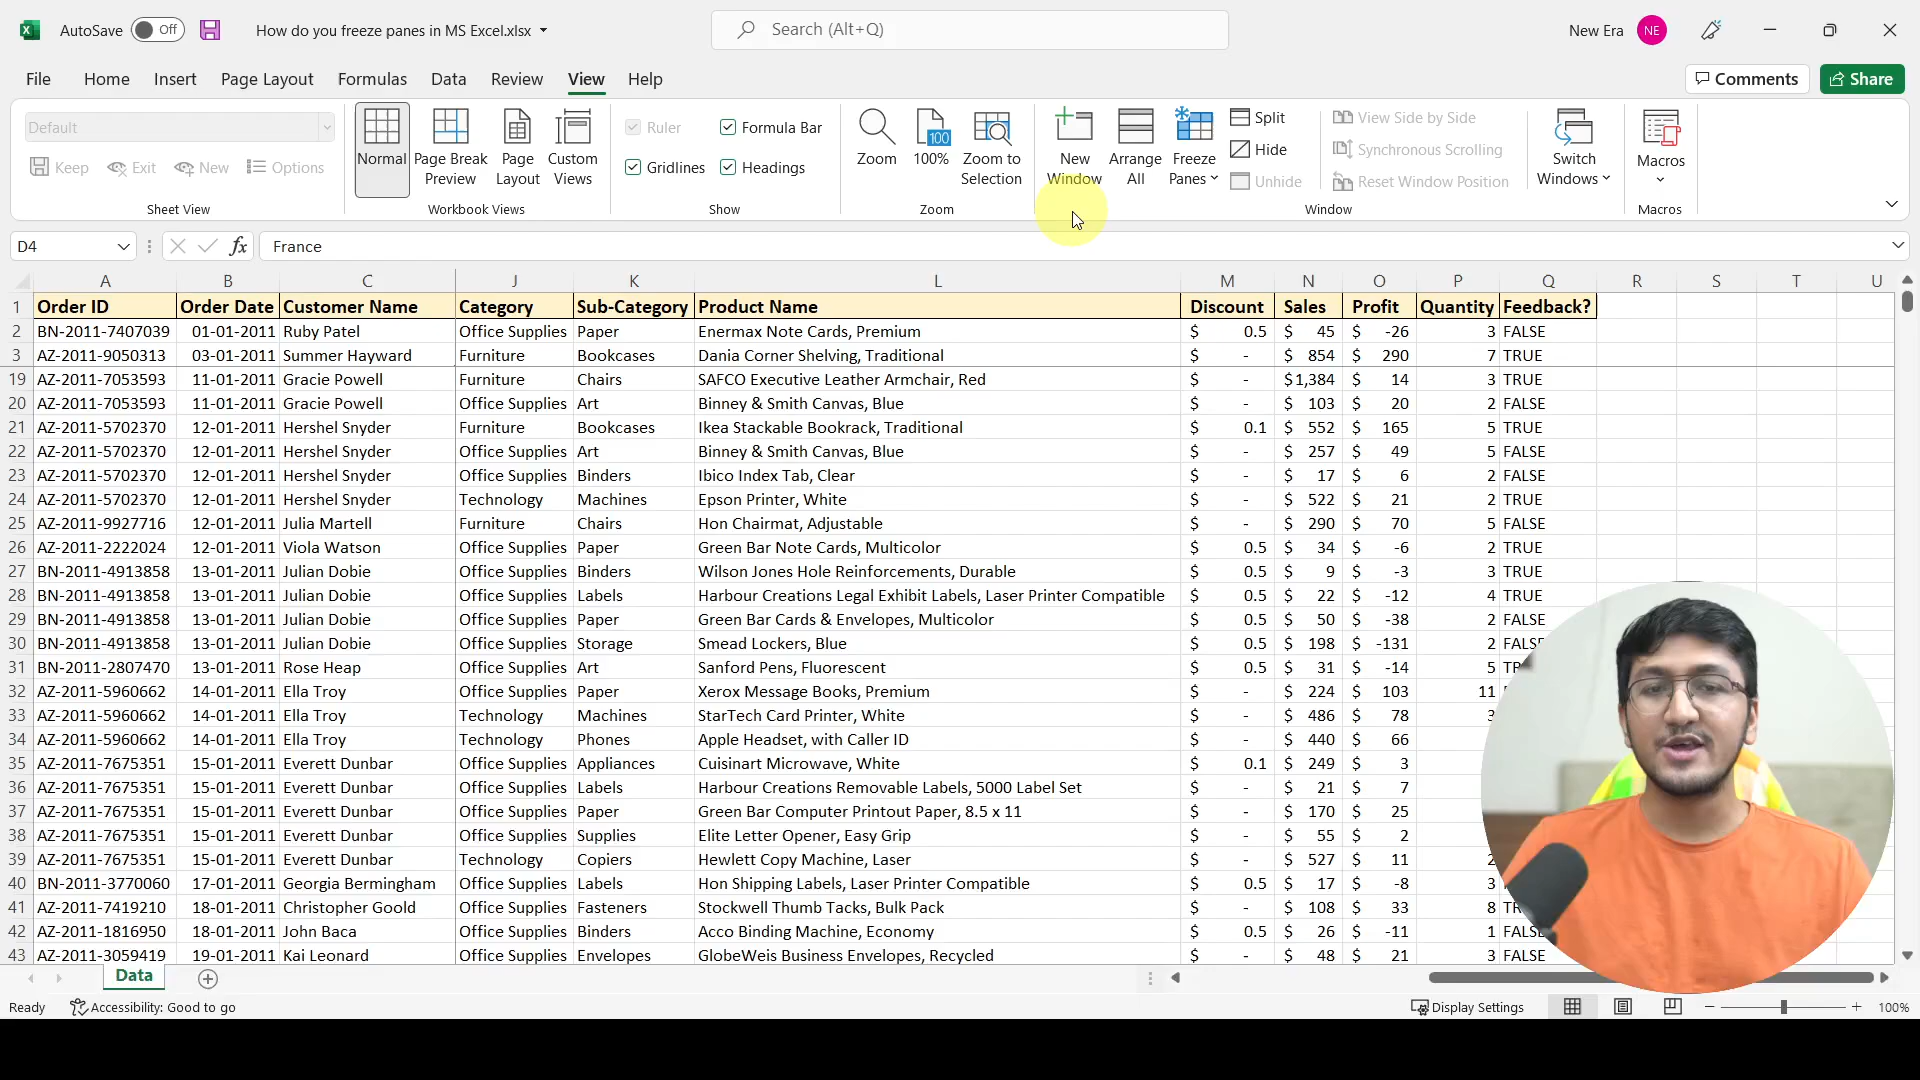 AutoSave Off How do you freeze panes in MS Excel.xlsx Search (Alt+Q) New Era NE
File Home Insert Page Layout Formulas Data Review View Help Comments Share
Default Keep Exit New Options Sheet View
Normal Page Break Preview Page Layout Custom Views Workbook Views
Ruler Formula Bar Gridlines Headings Show
Zoom 100 100% Zoom to Selection Zoom
New Window Arrange All Freeze Panes Split Hide Unhide View Side by Side Synchronous Scrolling Reset Window Position Switch Windows Window
Macros Macros
D4 fx France
A B C J K L M N O P Q R S T U
1 Order ID Order Date Customer Name Category Sub-Category Product Name Discount Sales Profit Quantity Feedback?
2 BN-2011-7407039 01-01-2011 Ruby Patel Office Supplies Paper Enermax Note Cards, Premium $ 0.5 $ 45 $ -26 3 FALSE
3 AZ-2011-9050313 03-01-2011 Summer Hayward Furniture Bookcases Dania Corner Shelving, Traditional $ - $ 854 $ 290 7 TRUE
19 AZ-2011-7053593 11-01-2011 Gracie Powell Furniture Chairs SAFCO Executive Leather Armchair, Red $ - $1,384 $ 14 3 TRUE
20 AZ-2011-7053593 11-01-2011 Gracie Powell Office Supplies Art Binney & Smith Canvas, Blue $ - $ 103 $ 20 2 FALSE
21 AZ-2011-5702370 12-01-2011 Hershel Snyder Furniture Bookcases Ikea Stackable Bookrack, Traditional $ 0.1 $ 552 $ 165 5 TRUE
22 AZ-2011-5702370 12-01-2011 Hershel Snyder Office Supplies Art Binney & Smith Canvas, Blue $ - $ 257 $ 49 5 FALSE
23 AZ-2011-5702370 12-01-2011 Hershel Snyder Office Supplies Binders Ibico Index Tab, Clear $ - $ 17 $ 6 2 FALSE
24 AZ-2011-5702370 12-01-2011 Hershel Snyder Technology Machines Epson Printer, White $ - $ 522 $ 21 2 TRUE
25 AZ-2011-9927716 12-01-2011 Julia Martell Furniture Chairs Hon Chairmat, Adjustable $ - $ 290 $ 70 5 FALSE
26 AZ-2011-2222024 12-01-2011 Viola Watson Office Supplies Paper Green Bar Note Cards, Multicolor $ 0.5 $ 34 $ -6 2 TRUE
27 BN-2011-4913858 13-01-2011 Julian Dobie Office Supplies Binders Wilson Jones Hole Reinforcements, Durable $ 0.5 $ 9 $ -3 3 TRUE
28 BN-2011-4913858 13-01-2011 Julian Dobie Office Supplies Labels Harbour Creations Legal Exhibit Labels, Laser Printer Compatible $ 0.5 $ 22 $ -12 4 TRUE
29 BN-2011-4913858 13-01-2011 Julian Dobie Office Supplies Paper Green Bar Cards & Envelopes, Multicolor $ 0.5 $ 50 $ -38 2 FALSE
30 BN-2011-4913858 13-01-2011 Julian Dobie Office Supplies Storage Smead Lockers, Blue $ 0.5 $ 198 $ -131 2
31 BN-2011-2807470 13-01-2011 Rose Heap Office Supplies Art Sanford Pens, Fluorescent $ 0.5 $ 31 $ -14 5
32 AZ-2011-5960662 14-01-2011 Ella Troy Office Supplies Paper Xerox Message Books, Premium $ - $ 224 $ 103 11
33 AZ-2011-5960662 14-01-2011 Ella Troy Technology Machines StarTech Card Printer, White $ - $ 486 $ 78
34 AZ-2011-5960662 14-01-2011 Ella Troy Technology Phones Apple Headset, with Caller ID $ - $ 440 $ 66
35 AZ-2011-7675351 15-01-2011 Everett Dunbar Office Supplies Appliances Cuisinart Microwave, White $ 0.1 $ 249 $ 3
36 AZ-2011-7675351 15-01-2011 Everett Dunbar Office Supplies Labels Harbour Creations Removable Labels, 5000 Label Set $ - $ 21 $ 7
37 AZ-2011-7675351 15-01-2011 Everett Dunbar Office Supplies Paper Green Bar Computer Printout Paper, 8.5 x 11 $ - $ 170 $ 25
38 AZ-2011-7675351 15-01-2011 Everett Dunbar Office Supplies Supplies Elite Letter Opener, Easy Grip $ - $ 55 $ 2
39 AZ-2011-7675351 15-01-2011 Everett Dunbar Technology Copiers Hewlett Copy Machine, Laser $ - $ 527 $ 11
40 BN-2011-3770060 17-01-2011 Georgia Bermingham Office Supplies Labels Hon Shipping Labels, Laser Printer Compatible $ 0.5 $ 17 $ -8 3
41 AZ-2011-7419210 18-01-2011 Christopher Goold Office Supplies Fasteners Stockwell Thumb Tacks, Bulk Pack $ - $ 108 $ 33 8
42 AZ-2011-1816950 18-01-2011 John Baca Office Supplies Binders Acco Binding Machine, Economy $ 0.5 $ 26 $ -11 1
43 AZ-2011-3059419 19-01-2011 Kai Leonard Office Supplies Envelopes GlobeWeis Business Envelopes, Recycled $ - $ 48 $ 21 3 FALSE
Data
Ready Accessibility: Good to go Display Settings 100%